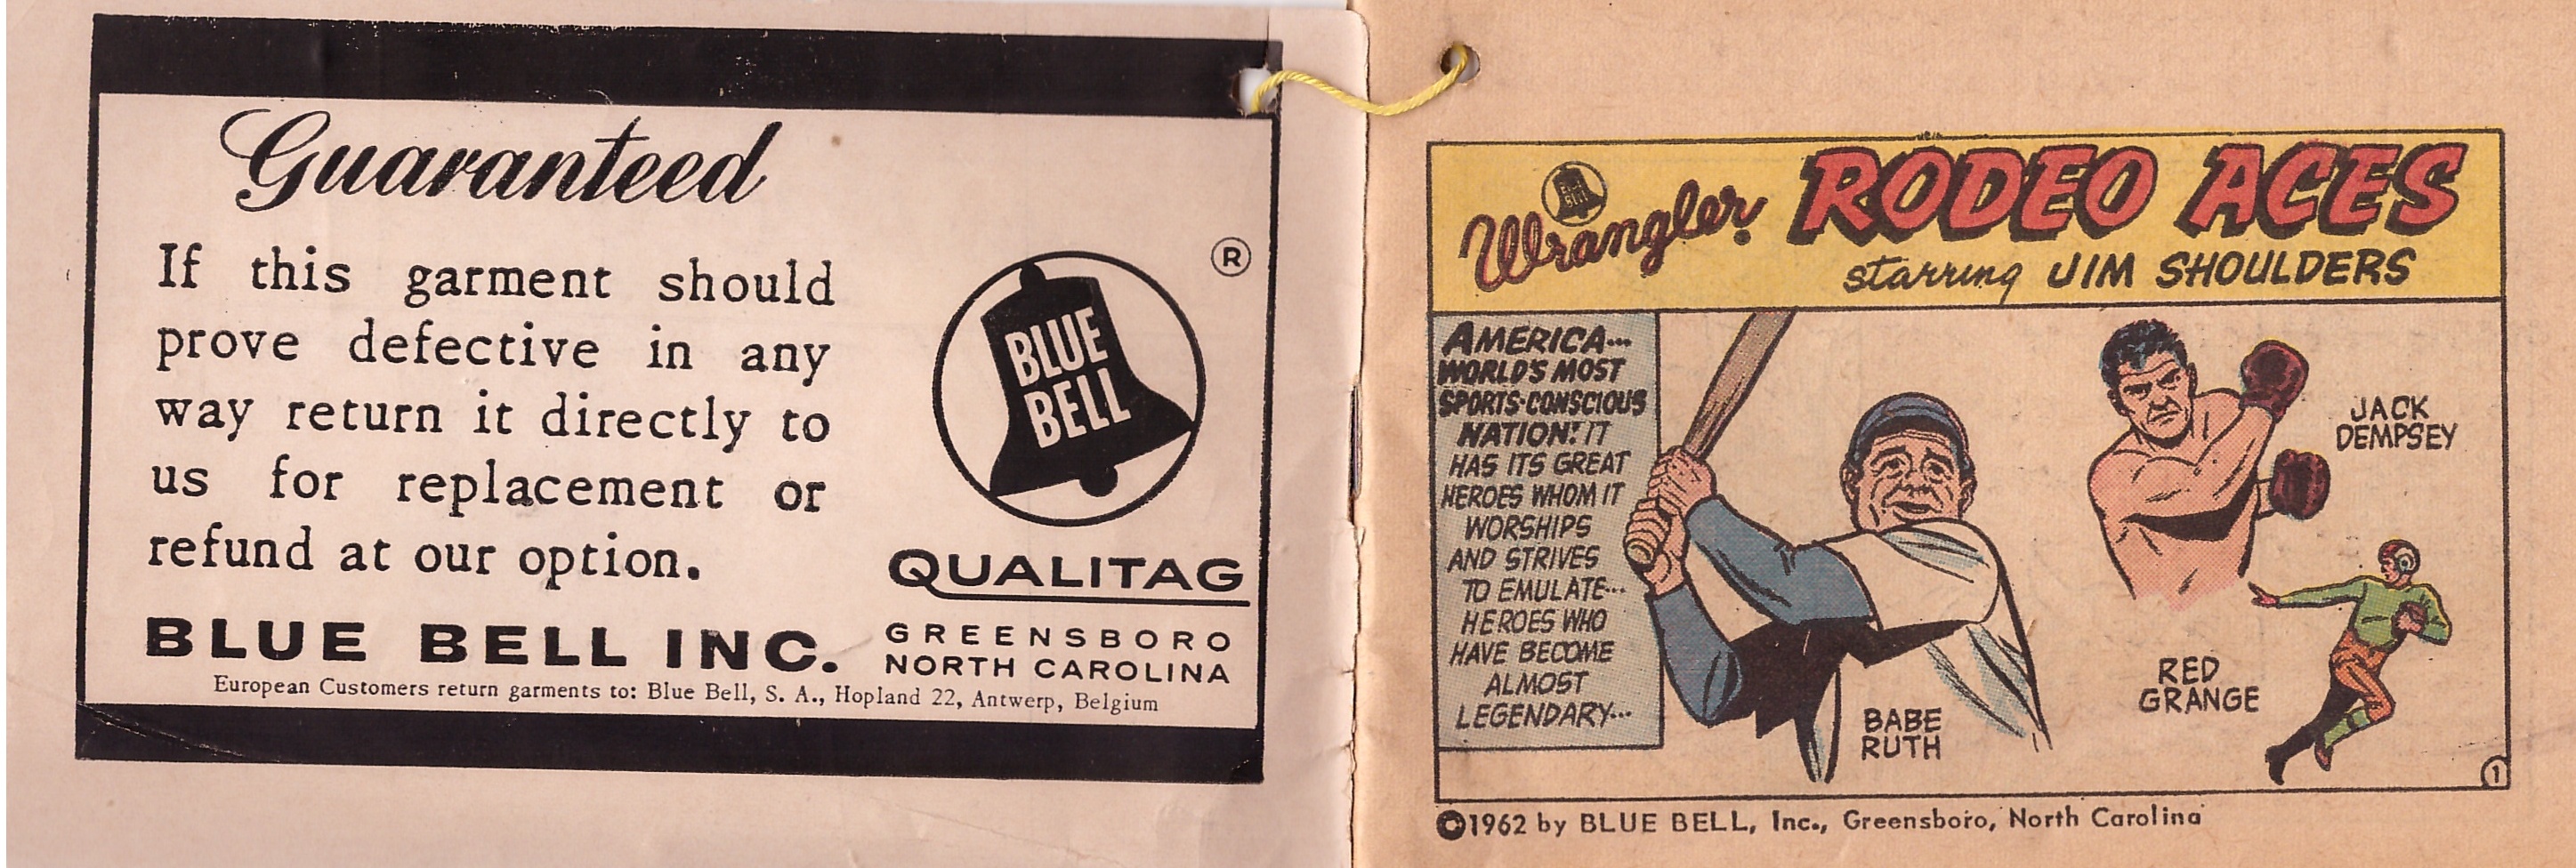 Guaranteed
If this garment should
prove defective in any
way return it directly to
us for replacement or
refund at our option.
BLUE BELL INC.
®
BLUE
BELL
QUALITAG
GREENSBORO
NORTH CAROLINA
European Customers return garments to: Blue Bell, S. A., Hopland 22, Antwerp, Belgium
Wrangler RODEO ACES
starring JIM SHOULDERS
AMERICA...
WORLD'S MOST
SPORTS-CONSCIOUS
NATION! IT
HAS ITS GREAT
HEROES WHOM IT
WORSHIPS
AND STRIVES
TO EMULATE...
HEROES WHO
HAVE BECOME
ALMOST
LEGENDARY...
BABE
RUTH
JACK
DEMPSEY
RED
GRANGE
1
©1962 by BLUE BELL, Inc., Greensboro, North Carolina